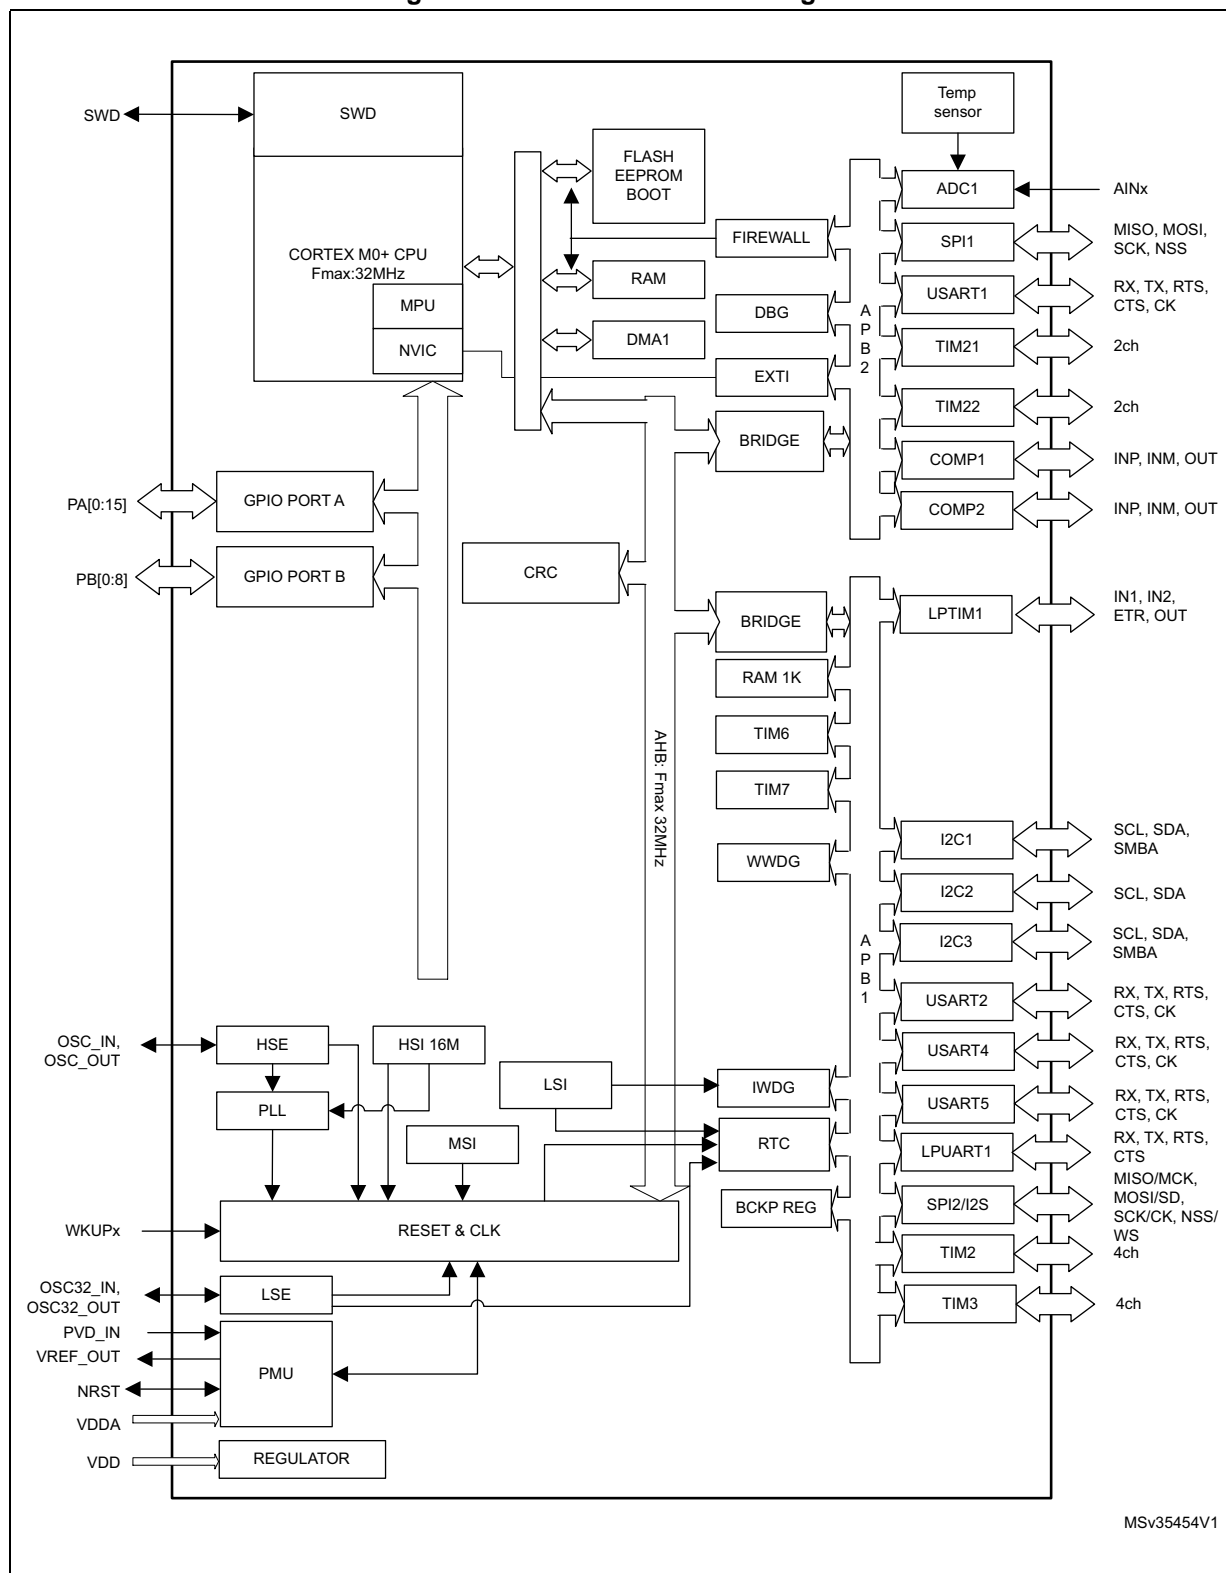 SWD
SWD
CORTEX M0+ CPU
Fmax:32MHz
MPU
NVIC
FLASH
EEPROM
BOOT
RAM
DMA1
FIREWALL
DBG
EXTI
BRIDGE
A
P
B
2
Temp
sensor
ADC1
AINx
SPI1
MISO, MOSI,
SCK, NSS
USART1
RX, TX, RTS,
CTS, CK
TIM21
2ch
TIM22
2ch
COMP1
INP, INM, OUT
COMP2
INP, INM, OUT
PA[0:15]
GPIO PORT A
PB[0:8]
GPIO PORT B
CRC
AHB: Fmax 32MHz
BRIDGE
RAM 1K
TIM6
TIM7
WWDG
A
P
B
1
LPTIM1
IN1, IN2,
ETR, OUT
I2C1
SCL, SDA,
SMBA
I2C2
SCL, SDA
I2C3
SCL, SDA,
SMBA
USART2
RX, TX, RTS,
CTS, CK
USART4
RX, TX, RTS,
CTS, CK
USART5
RX, TX, RTS,
CTS, CK
LPUART1
RX, TX, RTS,
CTS
SPI2/I2S
MISO/MCK,
MOSI/SD,
SCK/CK, NSS/
WS
TIM2
4ch
TIM3
4ch
OSC_IN,
OSC_OUT
HSE
HSI 16M
PLL
LSI
MSI
IWDG
RTC
BCKP REG
WKUPx
RESET & CLK
OSC32_IN,
OSC32_OUT
LSE
PVD_IN
VREF_OUT
NRST
VDDA
PMU
VDD
REGULATOR
MSv35454V1